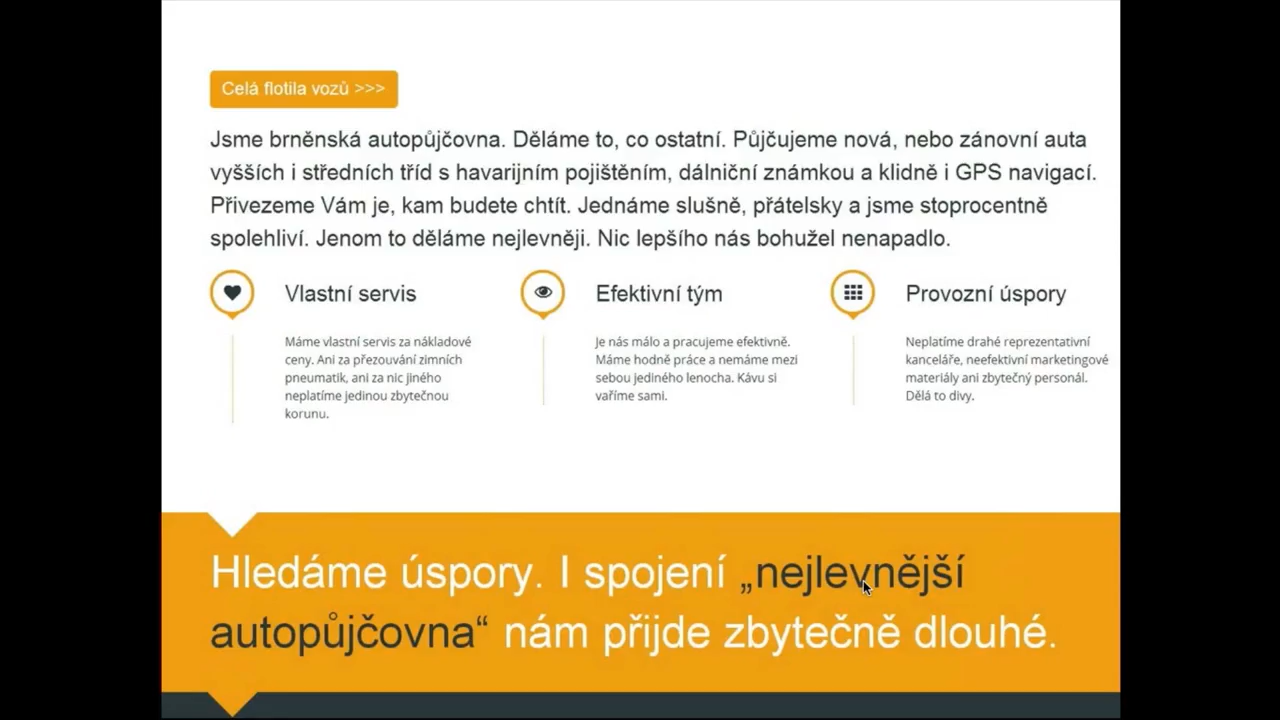 Celá flotila vozů >>>
Jsme brněnská autopůjčovna. Děláme to, co ostatní. Půjčujeme nová, nebo zánovní auta
vyšších i středních tříd s havarijním pojištěním, dálniční známkou a klidně i GPS navigací.
Přivezeme Vám je, kam budete chtít. Jednáme slušně, přátelsky a jsme stoprocentně
spolehliví. Jenom to děláme nejlevněji. Nic lepšího nás bohužel nenapadlo.
Vlastní servis
Máme vlastní servis za nákladové
ceny. Ani za přezouvání zimních
pneumatik, ani za nic jiného
neplatíme jedinou zbytečnou
korunu.
Efektivní tým
Je nás málo a pracujeme efektivně.
Máme hodně práce a nemáme mezi
sebou jediného lenocha. Kávu si
vaříme sami.
Provozní úspory
Neplatíme drahé reprezentativní
kanceláře, neefektivní marketingové
materiály ani zbytečný personál.
Dělá to divy.
Hledáme úspory. I spojení „nejlevnější
autopůjčovna“ nám přijde zbytečně dlouhé.